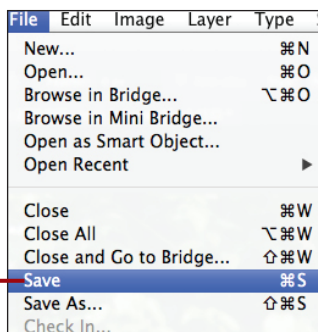 File Edit Image Layer Type
New... ⌘N
Open... ⌘O
Browse in Bridge... ⌥⌘O
Browse in Mini Bridge...
Open as Smart Object...
Open Recent ▶
Close ⌘W
Close All ⌥⌘W
Close and Go to Bridge... ⇧⌘W
Save ⌘S
Save As... ⇧⌘S
Check In...